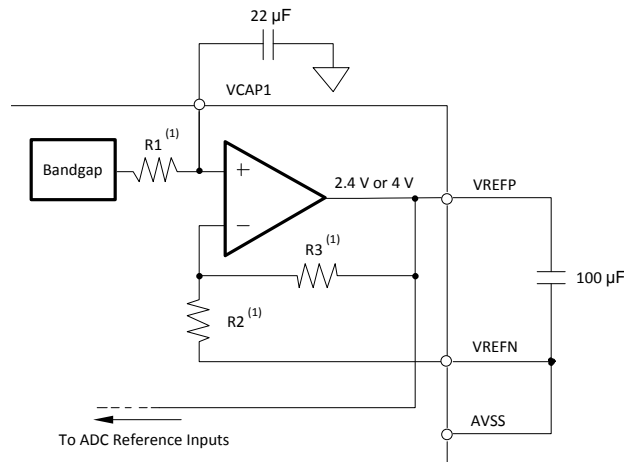 22 µF
VCAP1
R1 (1)
Bandgap
+
2.4 V or 4 V
VREFP
−
R3 (1)
100 µF
R2 (1)
VREFN
AVSS
To ADC Reference Inputs